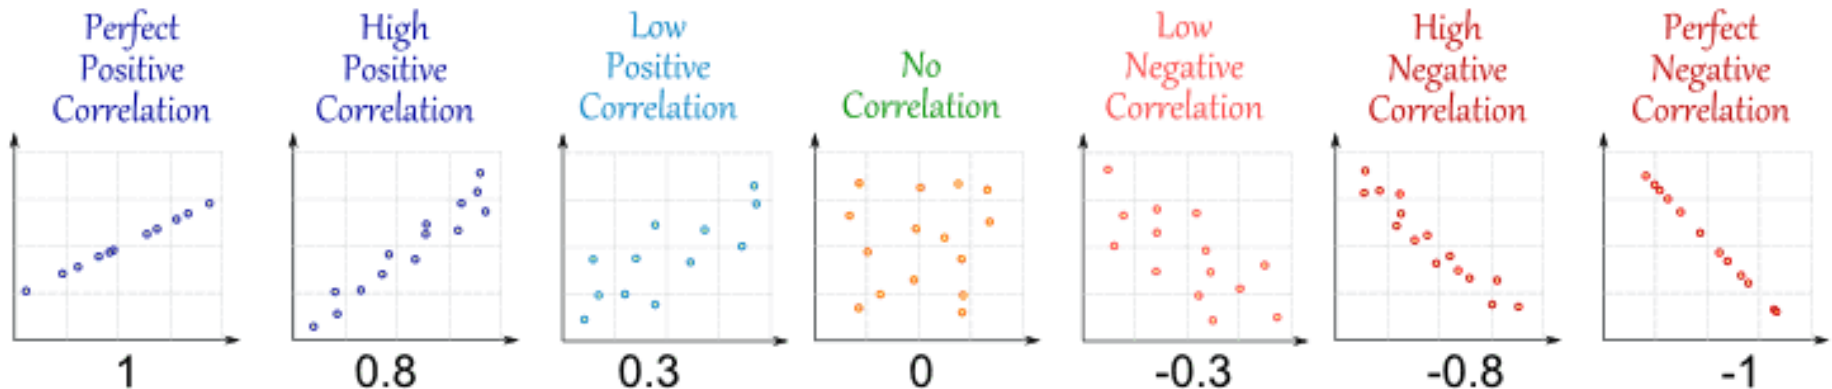 Perfect
Positive
Correlation
High
Positive
Correlation
Low
Positive
Correlation
No
Correlation
Low
Negative
Correlation
High
Negative
Correlation
Perfect
Negative
Correlation
1
0.8
0.3
0
-0.3
-0.8
-1